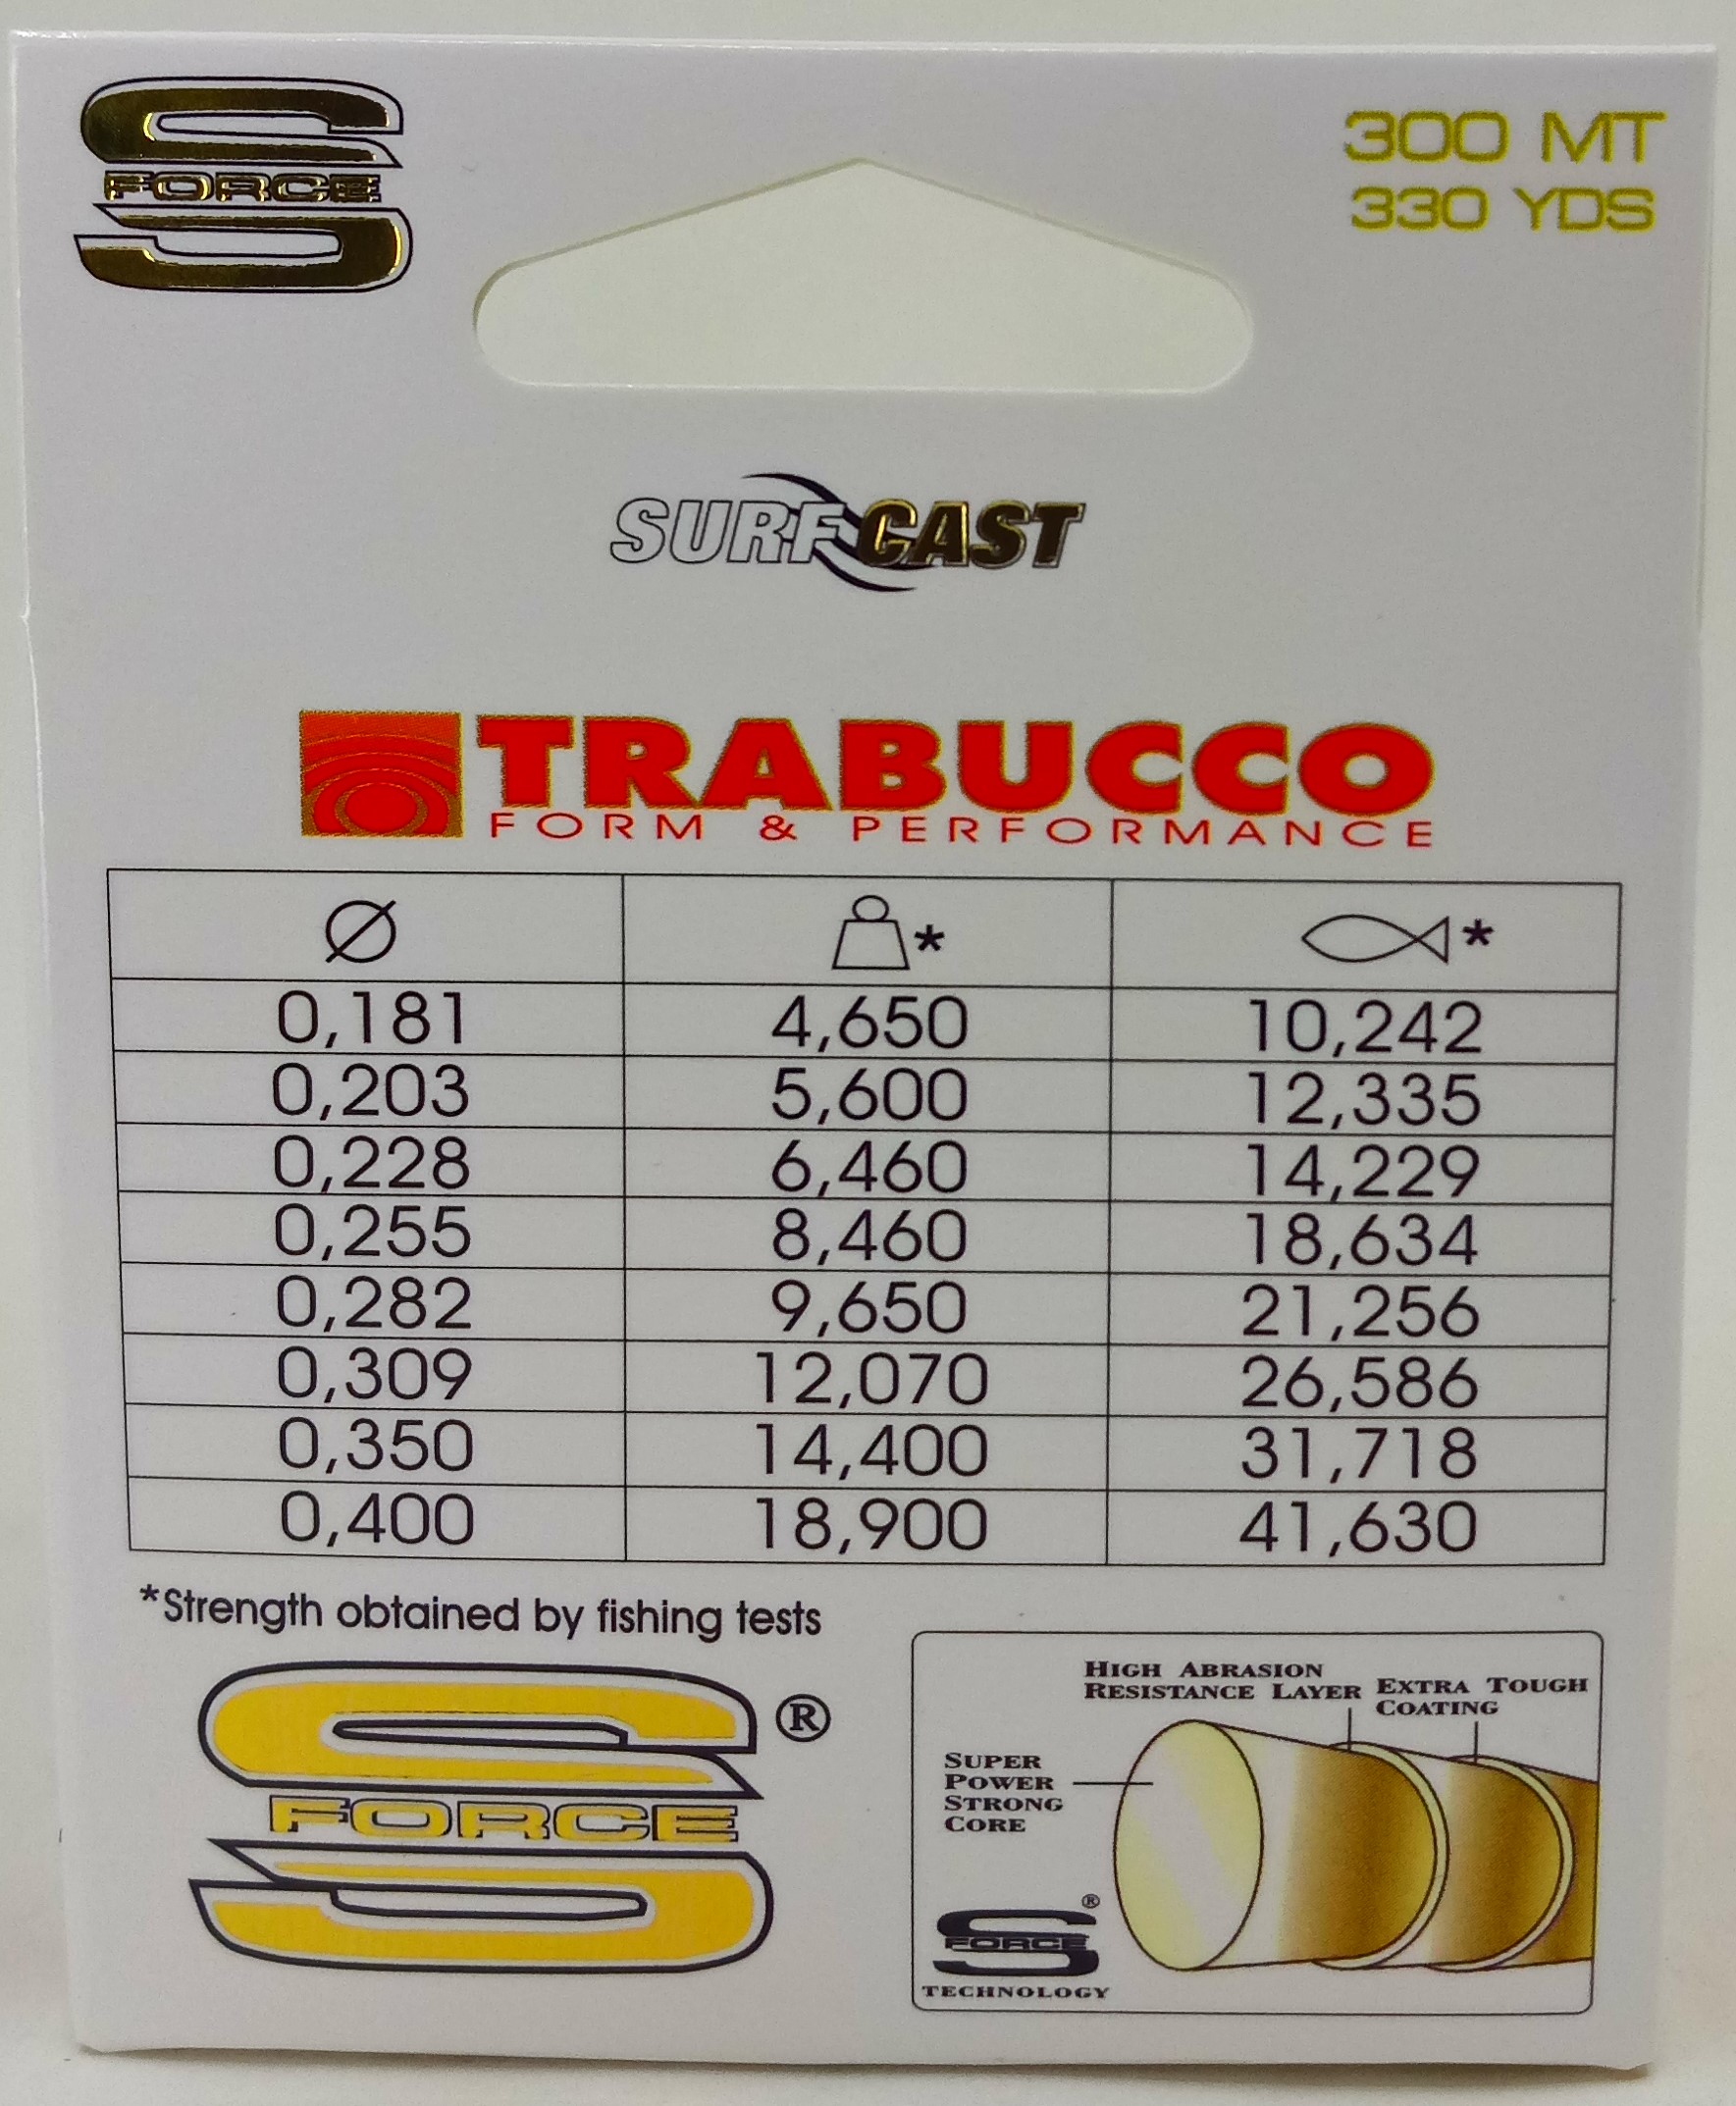 S
FORCE
300 MT
330 YDS
SURFCAST
TRABUCCO
FORM & PERFORMANCE
Ø * *
0,181 4,650 10,242
0,203 5,600 12,335
0,228 6,460 14,229
0,255 8,460 18,634
0,282 9,650 21,256
0,309 12,070 26,586
0,350 14,400 31,718
0,400 18,900 41,630
*Strength obtained by fishing tests
S®
FORCE
HIGH ABRASION
RESISTANCE LAYER
EXTRA TOUGH
COATING
SUPER
POWER
STRONG
CORE
S®
FORCE
TECHNOLOGY